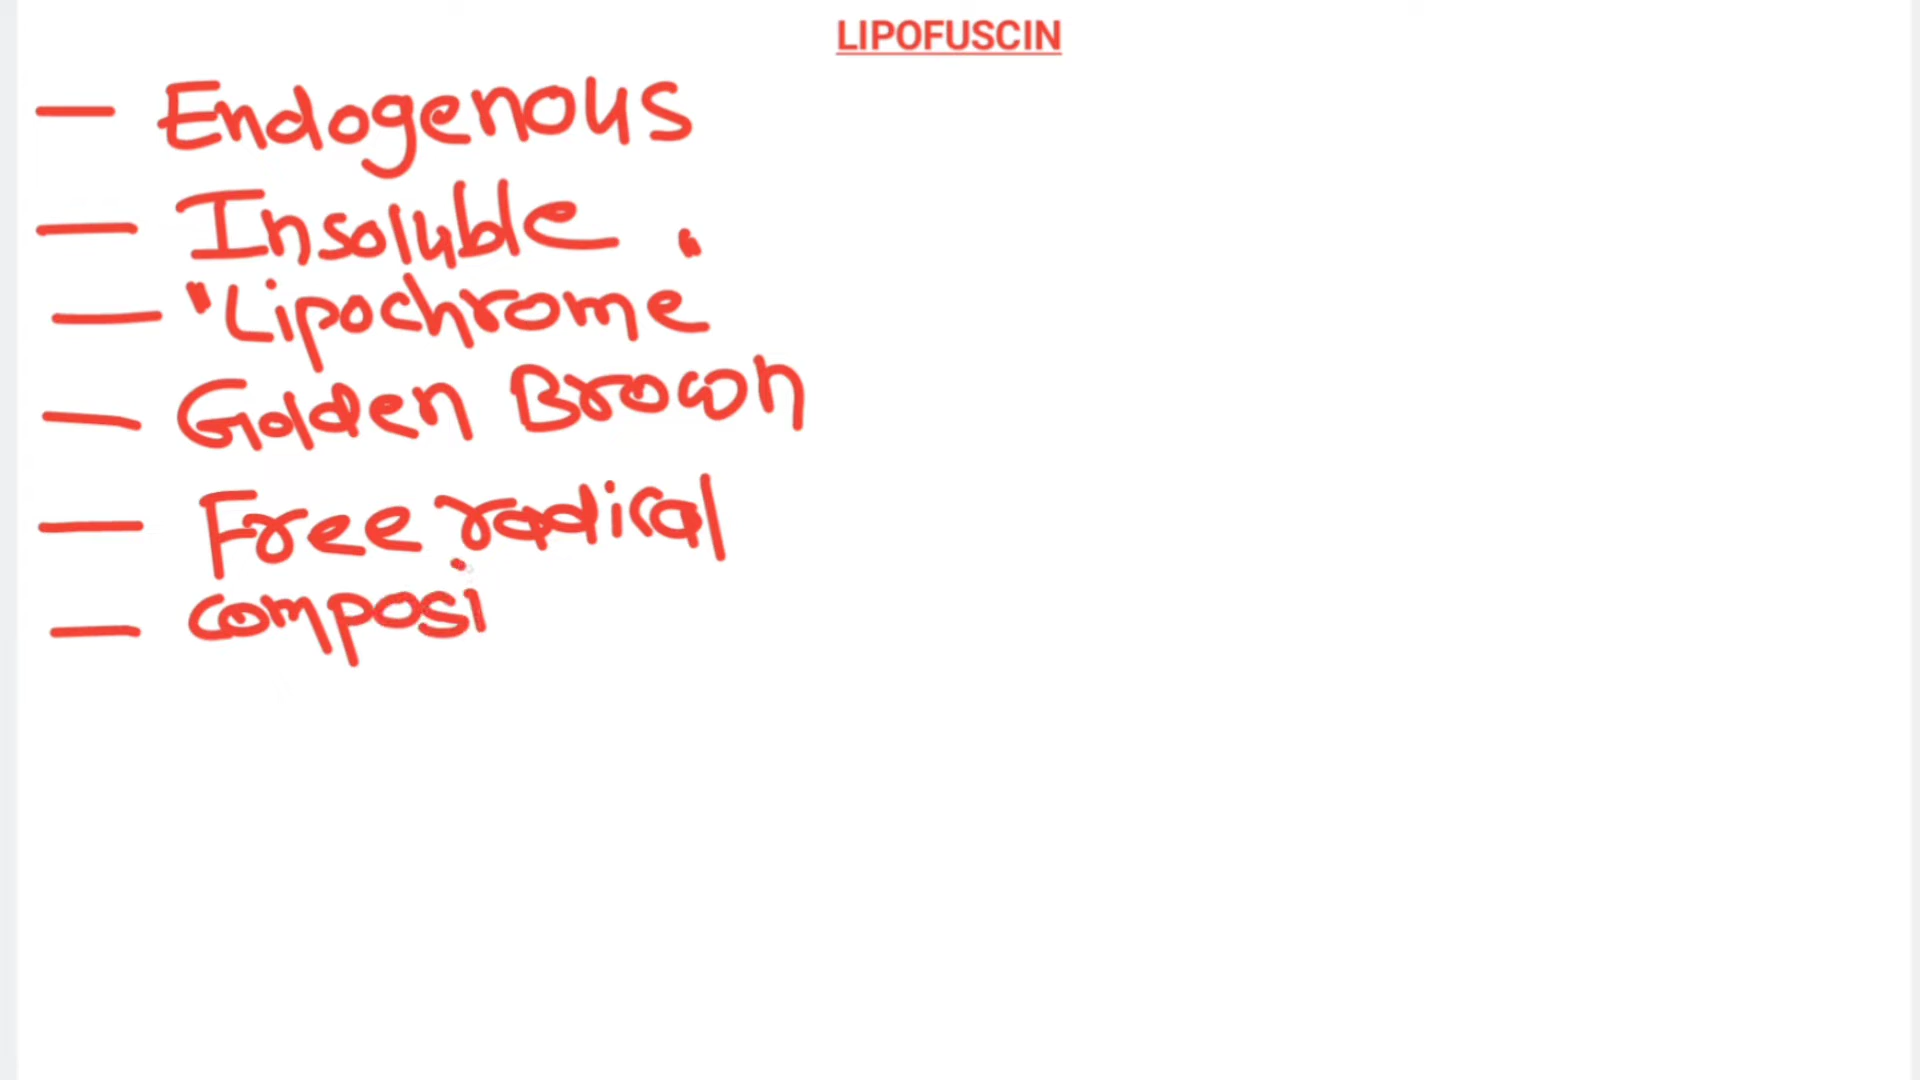 LIPOFUSCIN
— Endogenous
— Insoluble
— "Lipochrome"
— Golden Brown
— Free radical
— composi